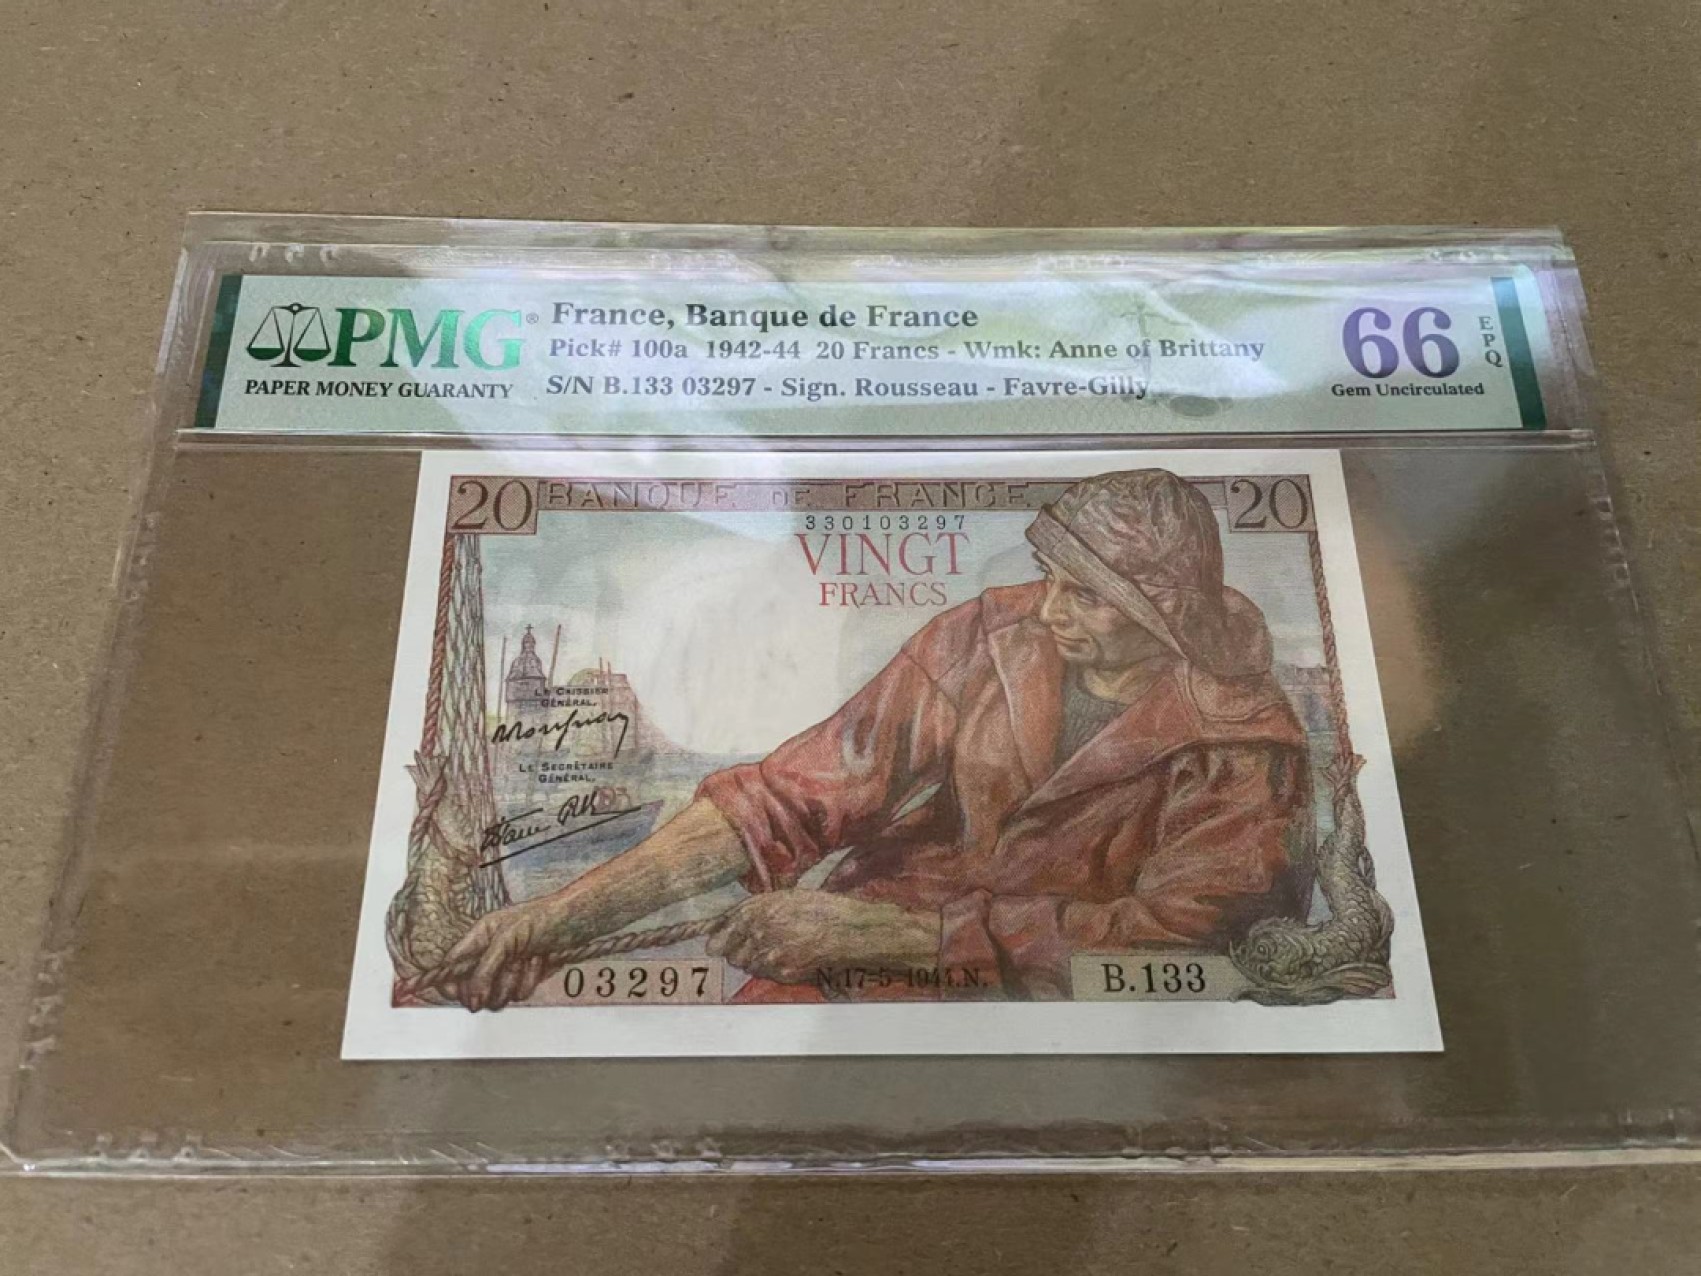 PMG®
PAPER MONEY GUARANTY
France, Banque de France
Pick# 100a 1942-44 20 Francs - Wmk: Anne of Brittany
S/N B.133 03297 - Sign. Rousseau - Favre-Gilly
66
EPQ
Gem Uncirculated
20 BANQUE DE FRANCE 20
330103297
VINGT
FRANCS
LE CAISSIER
GÉNÉRAL,
LE SECRÉTAIRE
GÉNÉRAL,
03297 N.17=5=1944.N. B.133